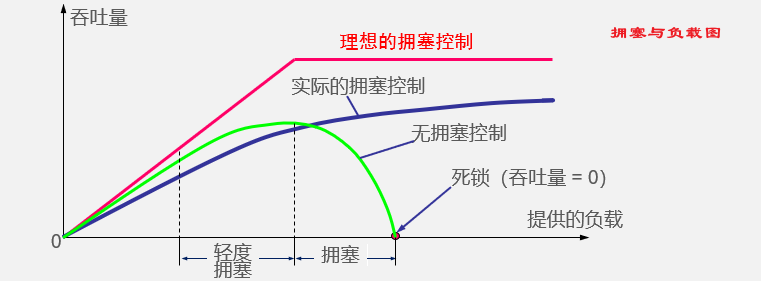 吞吐量
拥塞与负载图
理想的拥塞控制
实际的拥塞控制
无拥塞控制
死锁（吞吐量 = 0）
提供的负载
0
轻度
拥塞
拥塞